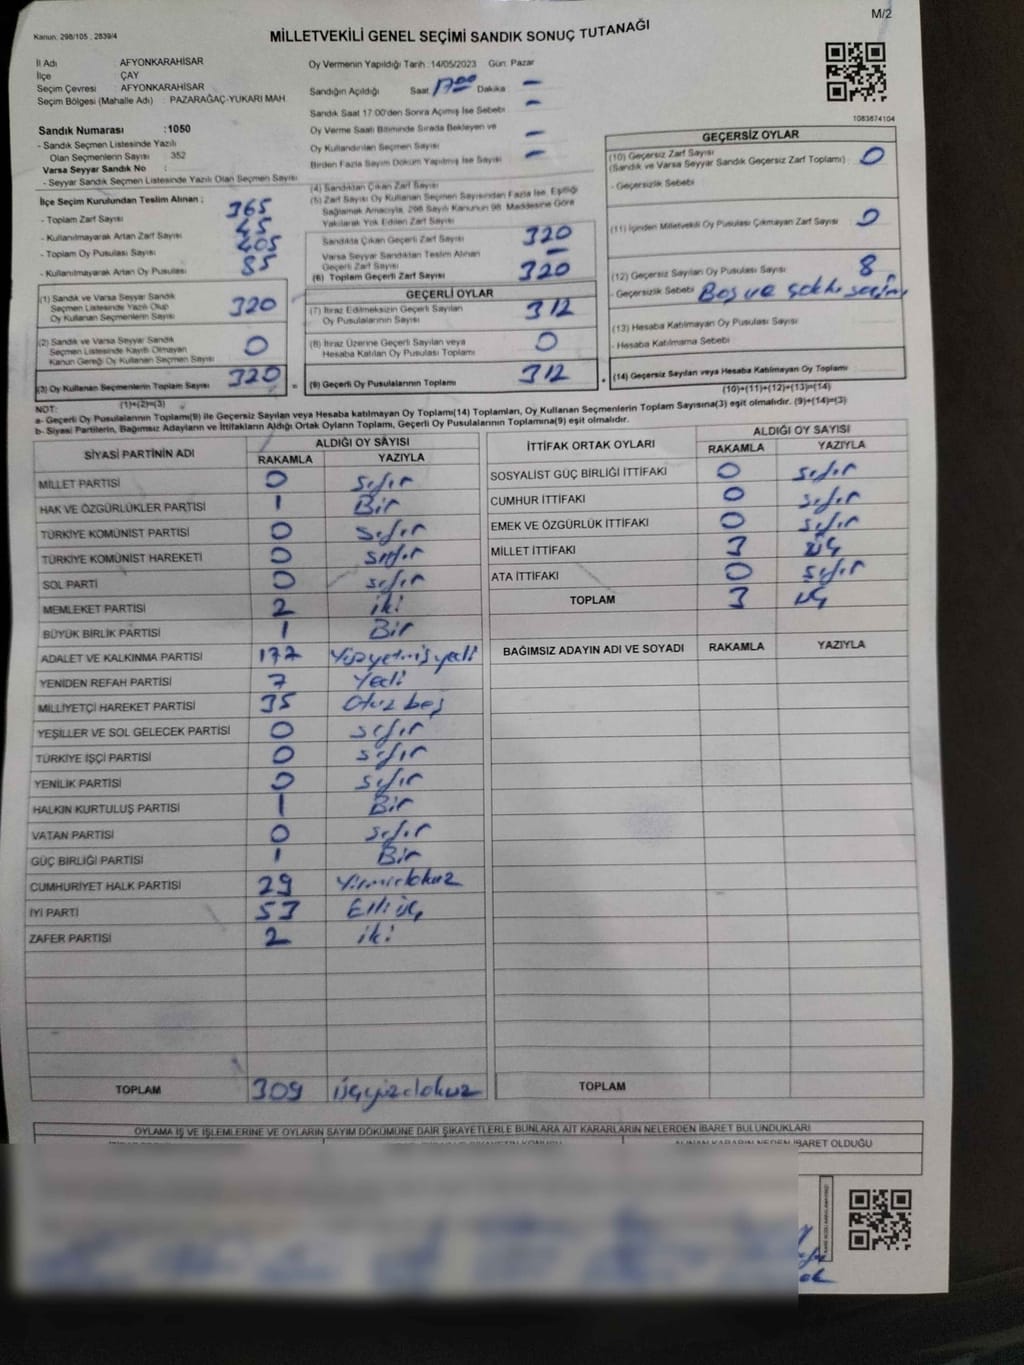 M/2
Kanun: 298/105 , 2839/4
MİLLETVEKİLİ GENEL SEÇİMİ SANDIK SONUÇ TUTANAĞI
İl Adı : AFYONKARAHİSAR
İlçe : ÇAY
Seçim Çevresi : AFYONKARAHİSAR
Seçim Bölgesi (Mahalle Adı) : PAZARAĞAÇ-YUKARI MAH
Oy Vermenin Yapıldığı Tarih :14/05/2023 Gün: Pazar
Sandığın Açıldığı Saat 17:00 Dakika —
Sandık Saat 17:00'den Sonra Açımış İse Sebebi —
Oy Verme Saati Bitiminde Sırada Bekleyen ve
Oy Kullandırılan Seçmen Sayısı —
Birden Fazla Sayım Döküm Yapılmış İse Sayısı —
1083674104
Sandık Numarası :1050
- Sandık Seçmen Listesinde Yazılı
Olan Seçmenlerin Sayısı : 352
Varsa Seyyar Sandık No :
- Seyyar Sandık Seçmen Listesinde Yazılı Olan Seçmen Sayısı
İlçe Seçim Kurulundan Teslim Alınan ;
- Toplam Zarf Sayısı 365
- Kullanılmayarak Artan Zarf Sayısı 45
- Toplam Oy Pusulası Sayısı 405
- Kullanılmayarak Artan Oy Pusulası 85
(4) Sandıktan Çıkan Zarf Sayısı
(5) Zarf Sayısı Oy Kullanan Seçmen Sayısından Fazla İse, Eşitliği
Sağlamak Amacıyla, 298 Sayılı Kanunun 98. Maddesine Göre
Yakılarak Yok Edilen Zarf Sayısı
Sandıkta Çıkan Geçerli Zarf Sayısı 320
Varsa Seyyar Sandıktan Teslim Alınan
Geçerli Zarf Sayısı —
(6) Toplam Geçerli Zarf Sayısı 320
GEÇERSİZ OYLAR
(10) Geçersiz Zarf Sayısı
(Sandık ve Varsa Seyyar Sandık Geçersiz Zarf Toplamı) : 0
- Geçersizlik Sebebi
(11) İçinden Milletvekili Oy Pusulası Çıkmayan Zarf Sayısı 0
(12) Geçersiz Sayılan Oy Pusulası Sayısı 8
- Geçersizlik Sebebi Boş ve
(13) Hesaba Katılmayan Oy Pusulası Sayısı
- Hesaba Katılmama Sebebi
(14) Geçersiz Sayılan veya Hesaba Katılmayan Oy Toplamı
(10)+(11)+(12)+(13)=(14)
(1) Sandık ve Varsa Seyyar Sandık
Seçmen Listesinde Yazılı Olup
Oy Kullanan Seçmenlerin Sayısı 320
(2) Sandık ve Varsa Seyyar Sandık
Seçmen Listesinde Kayıtlı Olmayan
Kanun Gereği Oy Kullanan Seçmen Sayısı 0
(3) Oy Kullanan Seçmenlerin Toplam Sayısı 320
(1)+(2)=(3)
GEÇERLİ OYLAR
(7) İtiraz Edilmeksizin Geçerli Sayılan
Oy Pusulalarının Sayısı 312
(8) İtiraz Üzerine Geçerli Sayılan veya
Hesaba Katılan Oy Pusulası Toplamı 0
= (9) Geçerli Oy Pusulalarının Toplamı 312 +
NOT:
a- Geçerli Oy Pusulalarının Toplamı(9) ile Geçersiz Sayılan veya Hesaba katılmayan Oy Toplamı(14) Toplamları, Oy Kullanan Seçmenlerin Toplam Sayısına(3) eşit olmalıdır. (9)+(14)=(3)
b- Siyasi Partilerin, Bağımsız Adayların ve İttifakların Aldığı Ortak Oyların Toplamı, Geçerli Oy Pusulalarının Toplamına(9) eşit olmalıdır.
SİYASİ PARTİNİN ADI ALDIĞI OY SAYISI
RAKAMLA YAZIYLA
MİLLET PARTİSİ 0 sıfır
HAK VE ÖZGÜRLÜKLER PARTİSİ 1 Bir
TÜRKİYE KOMÜNİST PARTİSİ 0 sıfır
TÜRKİYE KOMÜNİST HAREKETİ 0 sıfır
SOL PARTİ 0 sıfır
MEMLEKET PARTİSİ 2 iki
BÜYÜK BİRLİK PARTİSİ 1 Bir
ADALET VE KALKINMA PARTİSİ 177 Yüzyetmişyedi
YENİDEN REFAH PARTİSİ 7 Yedi
MİLLİYETÇİ HAREKET PARTİSİ 35 Otuz beş
YEŞİLLER VE SOL GELECEK PARTİSİ 0 sıfır
TÜRKİYE İŞÇİ PARTİSİ 0 sıfır
YENİLİK PARTİSİ 0 sıfır
HALKIN KURTULUŞ PARTİSİ 1 Bir
VATAN PARTİSİ 0 sıfır
GÜÇ BİRLİĞİ PARTİSİ 1 Bir
CUMHURİYET HALK PARTİSİ 29 Yirmidokuz
İYİ PARTİ 53 Elli üç
ZAFER PARTİSİ 2 iki
TOPLAM 309 üçyüzdokuz
İTTİFAK ORTAK OYLARI ALDIĞI OY SAYISI
RAKAMLA YAZIYLA
SOSYALİST GÜÇ BİRLİĞİ İTTİFAKI 0 sıfır
CUMHUR İTTİFAKI 0 sıfır
EMEK VE ÖZGÜRLÜK İTTİFAKI 0 sıfır
MİLLET İTTİFAKI 3 üç
ATA İTTİFAKI 0 sıfır
TOPLAM 3 üç
BAĞIMSIZ ADAYIN ADI VE SOYADI RAKAMLA YAZIYLA
TOPLAM
OYLAMA İŞ VE İŞLEMLERİNE VE OYLARIN SAYIM DÖKÜMÜNE DAİR ŞİKAYETLERLE BUNLARA AİT KARARLARIN NELERDEN İBARET BULUNDUKLARI
ALINAN KARARIN NEDEN İBARET OLDUĞU